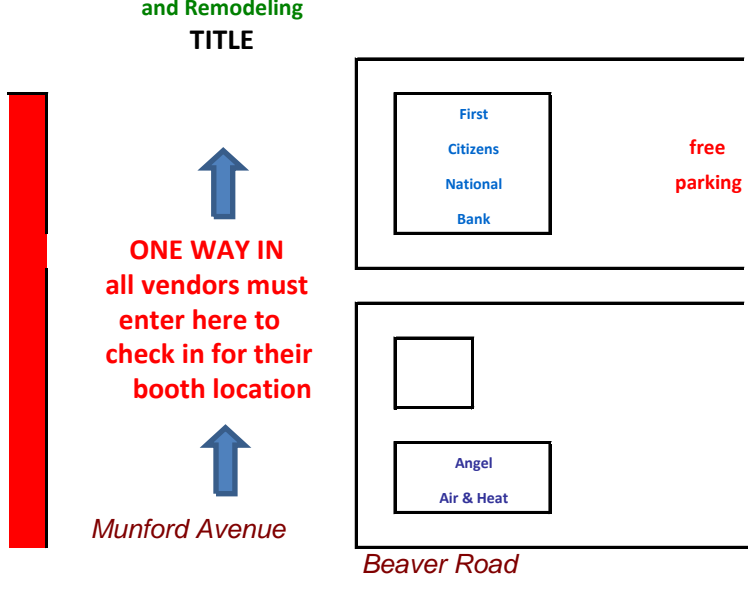 and Remodeling
TITLE
First
Citizens
National
Bank
free
parking
ONE WAY IN
all vendors must
enter here to
check in for their
booth location
Angel
Air & Heat
Munford Avenue
Beaver Road